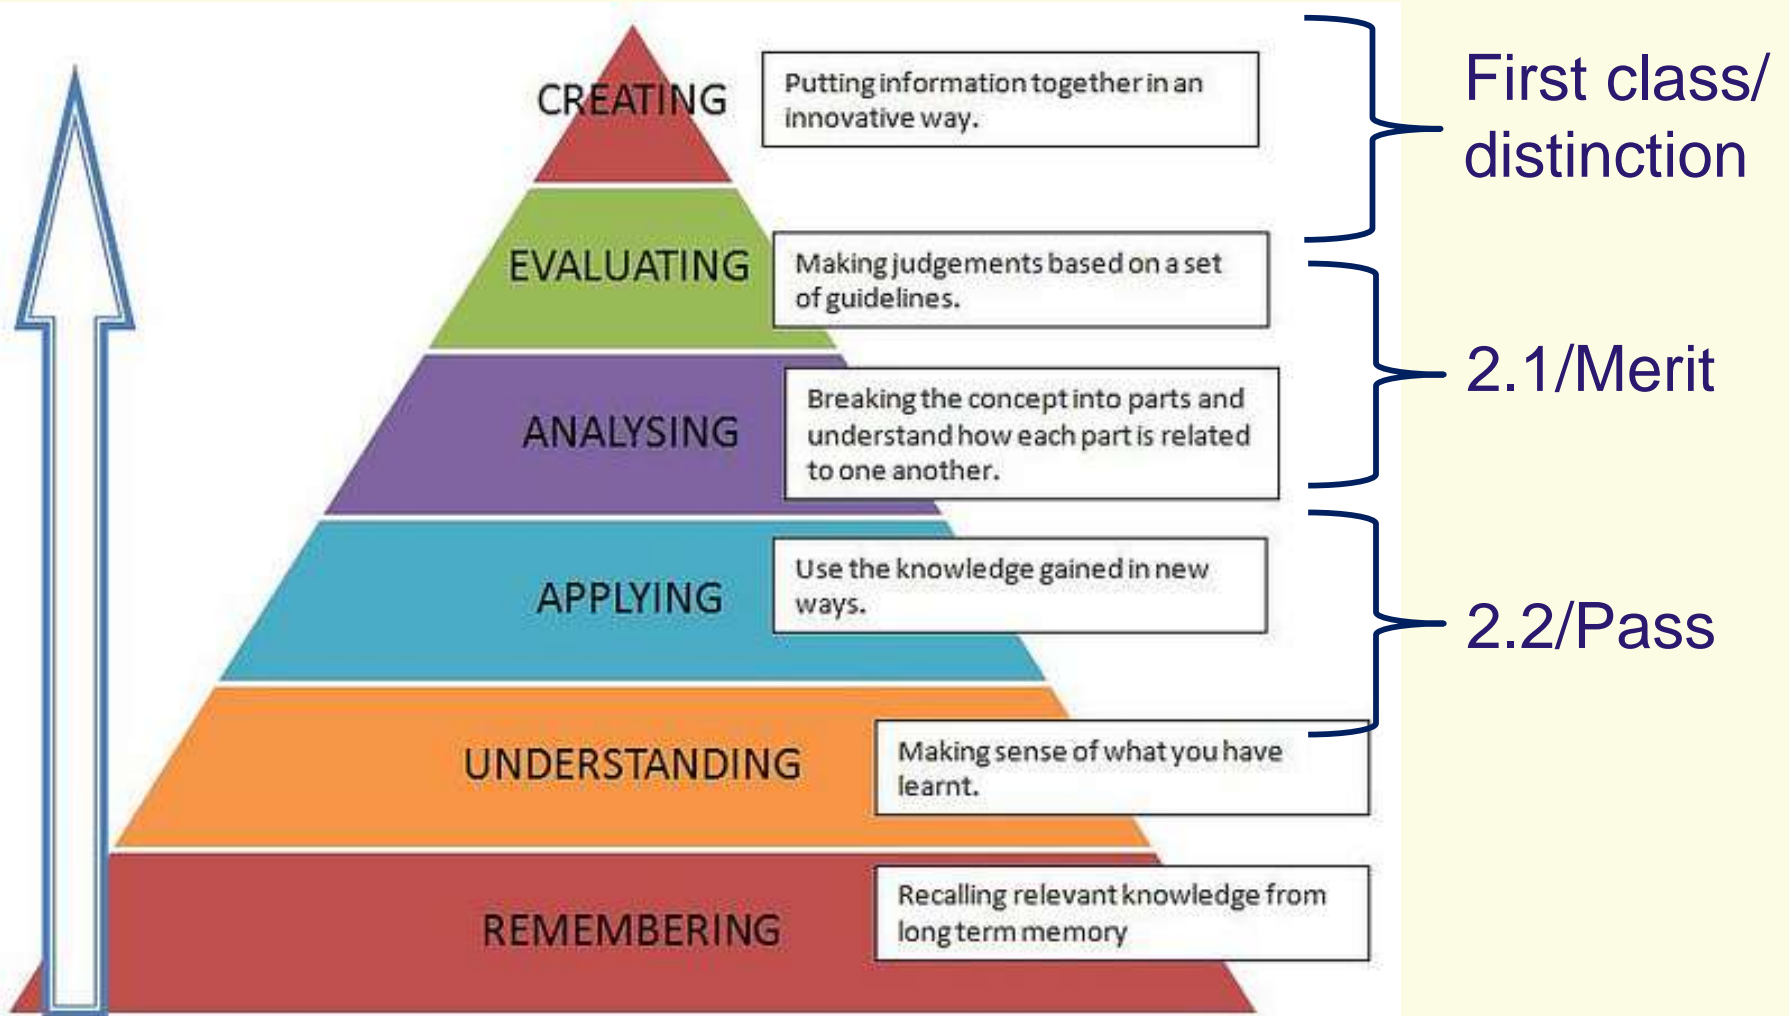 CREATING
Putting information together in an
innovative way.
First class/
distinction
EVALUATING
Making judgements based on a set
of guidelines.
2.1/Merit
ANALYSING
Breaking the concept into parts and
understand how each part is related
to one another.
APPLYING
Use the knowledge gained in new
ways.
2.2/Pass
UNDERSTANDING
Making sense of what you have
learnt.
REMEMBERING
Recalling relevant knowledge from
long term memory